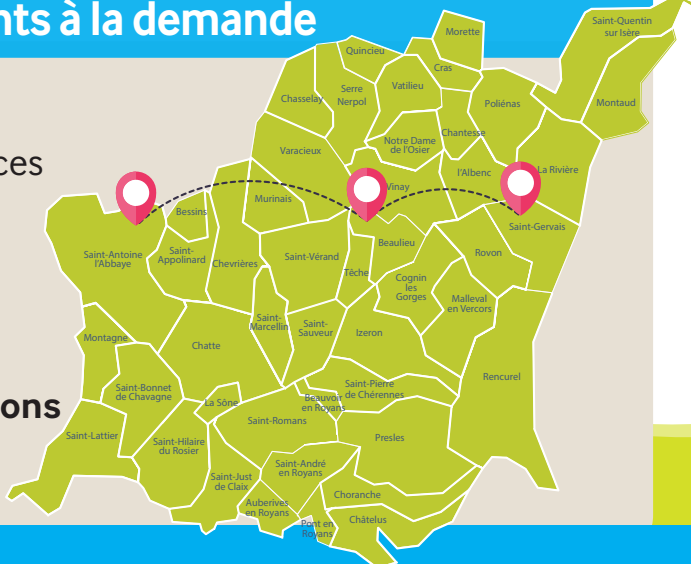 nts à la demande
ces
ons
Saint-Quentin
sur Isère
Morette
Quincieu
Cras
Vatilieu
Serre
Nerpol
Chasselay
Poliénas
Montaud
Chantesse
Notre Dame
de l'Osier
Varacieux
l'Albenc
La Rivière
Vinay
Murinais
Bessins
Saint-Gervais
Beaulieu
Rovon
Saint-Antoine
l'Abbaye
Saint-
Appolinard
Chevrières
Saint-Vérand
Têche
Cognin
les
Gorges
Malleval
en Vercors
Saint-
Marcellin
Saint-
Sauveur
Izeron
Montagne
Chatte
Rencurel
Saint-Bonnet
de Chavagne
Saint-Pierre
de Chérennes
Beauvoir
en Royans
La Sône
Saint-Romans
Saint-Lattier
Saint-Hilaire
du Rosier
Presles
Saint-André
en Royans
Saint-Just
de Claix
Choranche
Auberives
en Royans
Châtelus
Pont en
Royans